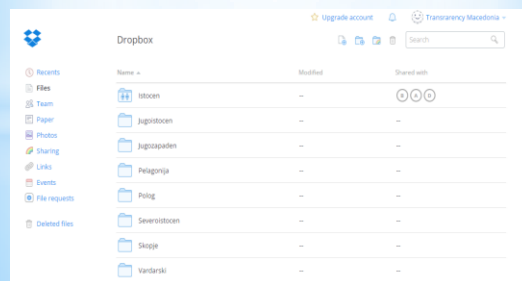 Upgrade account
Transrarency Macedonia
Dropbox
Search
Name
Modified
Shared with
Recents
Files
Team
Paper
Photos
Sharing
Links
Events
File requests
Deleted files
Istocen
--
Jugoistocen
-- --
Jugozapaden
-- --
Pelagonija
-- --
Polog
-- --
Severoistocen
-- --
Skopje
-- --
Vardarski
-- --